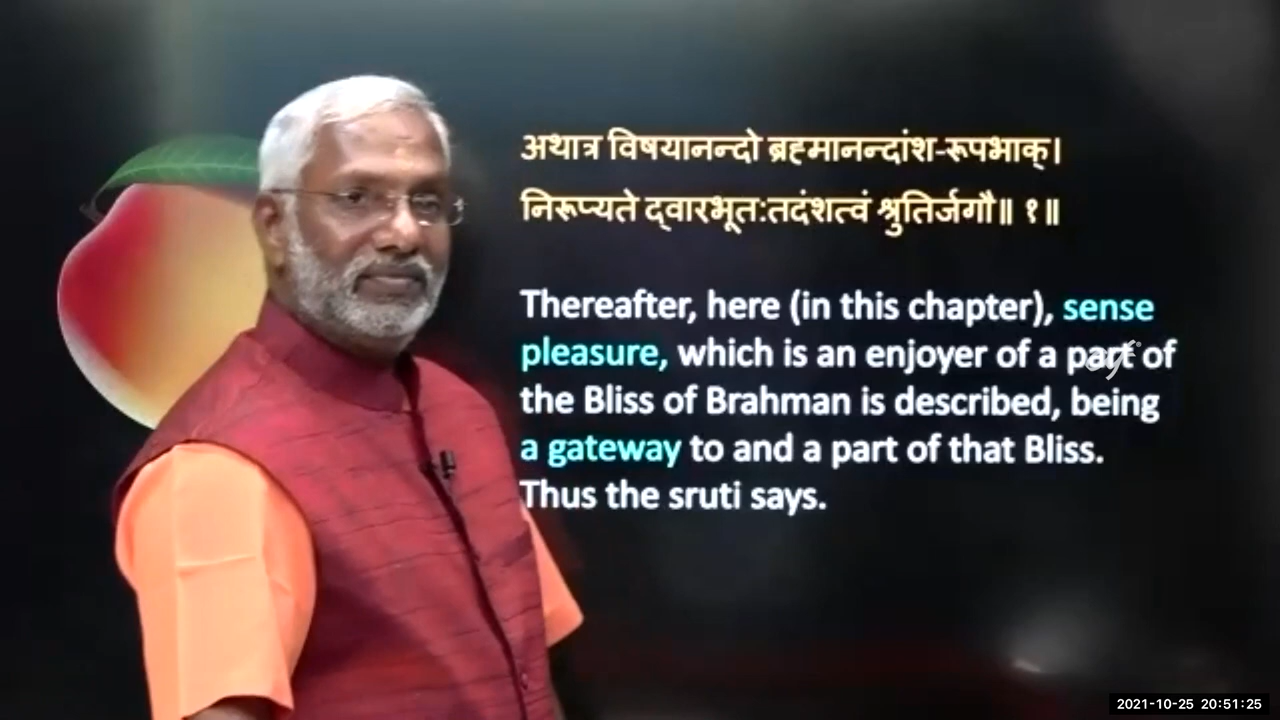 अथात्र विषयानन्दो ब्रह्मानन्दांश-रूपभाक्।
निरूप्यते द्वारभूतःतदंशत्वं श्रुतिर्जगौ॥ १॥
Thereafter, here (in this chapter), sense
pleasure, which is an enjoyer of a part of
the Bliss of Brahman is described, being
a gateway to and a part of that Bliss.
Thus the sruti says.
2021-10-25 20:51:25